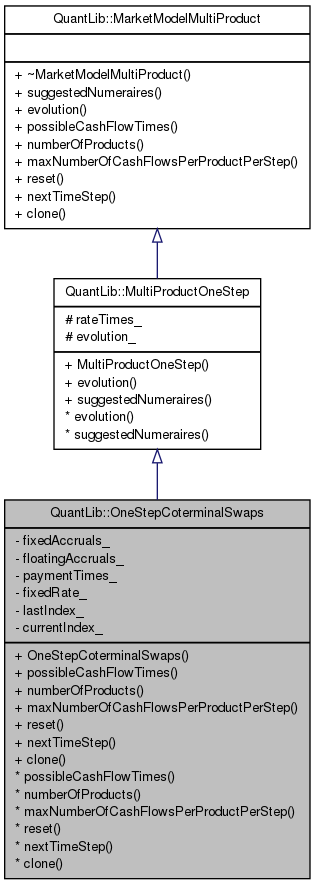 QuantLib::MarketModelMultiProduct
+ ~MarketModelMultiProduct()
+ suggestedNumeraires()
+ evolution()
+ possibleCashFlowTimes()
+ numberOfProducts()
+ maxNumberOfCashFlowsPerProductPerStep()
+ reset()
+ nextTimeStep()
+ clone()
QuantLib::MultiProductOneStep
# rateTimes_
# evolution_
+ MultiProductOneStep()
+ evolution()
+ suggestedNumeraires()
* evolution()
* suggestedNumeraires()
QuantLib::OneStepCoterminalSwaps
- fixedAccruals_
- floatingAccruals_
- paymentTimes_
- fixedRate_
- lastIndex_
- currentIndex_
+ OneStepCoterminalSwaps()
+ possibleCashFlowTimes()
+ numberOfProducts()
+ maxNumberOfCashFlowsPerProductPerStep()
+ reset()
+ nextTimeStep()
+ clone()
* possibleCashFlowTimes()
* numberOfProducts()
* maxNumberOfCashFlowsPerProductPerStep()
* reset()
* nextTimeStep()
* clone()